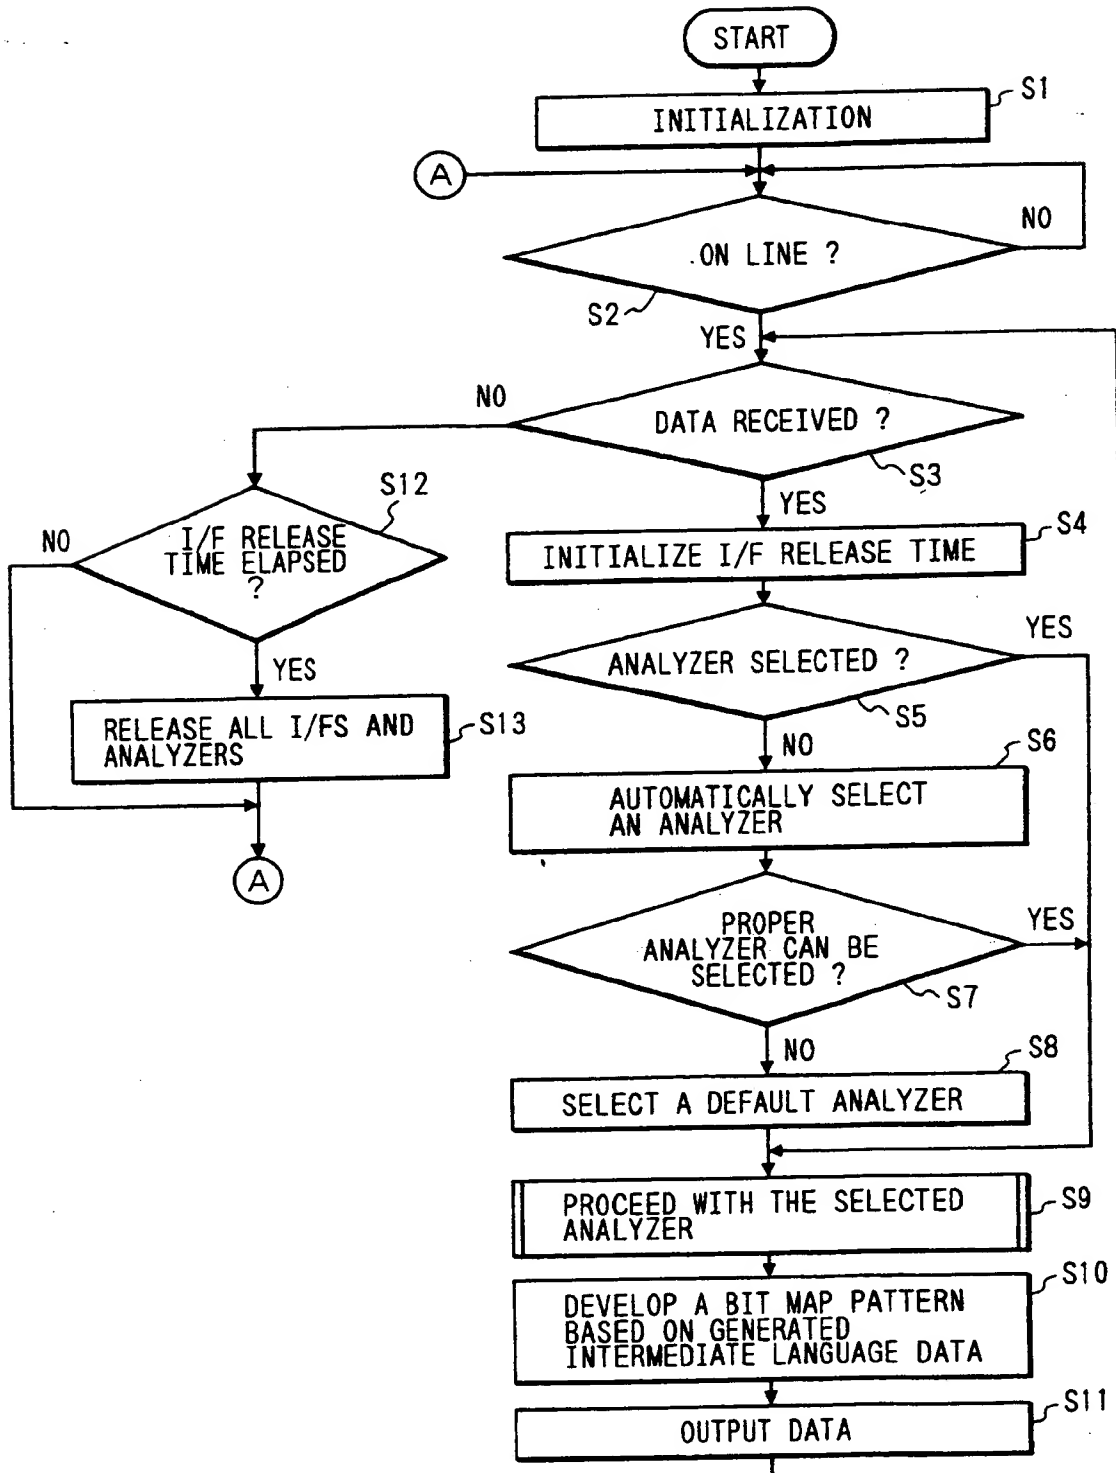 START
S1
INITIALIZATION
A
NO
.ON LINE ?
S2
YES
NO
DATA RECEIVED ?
S3
S12
YES
S4
NO
I/F RELEASE
TIME ELAPSED
?
INITIALIZE I/F RELEASE TIME
YES
ANALYZER SELECTED ?
YES
S5
RELEASE ALL I/FS AND
ANALYZERS
S13
NO
S6
AUTOMATICALLY SELECT
AN ANALYZER
A
PROPER
ANALYZER CAN BE
SELECTED ?
YES
S7
NO
S8
SELECT A DEFAULT ANALYZER
PROCEED WITH THE SELECTED
ANALYZER
S9
S10
DEVELOP A BIT MAP PATTERN
BASED ON GENERATED
INTERMEDIATE LANGUAGE DATA
S11
OUTPUT DATA